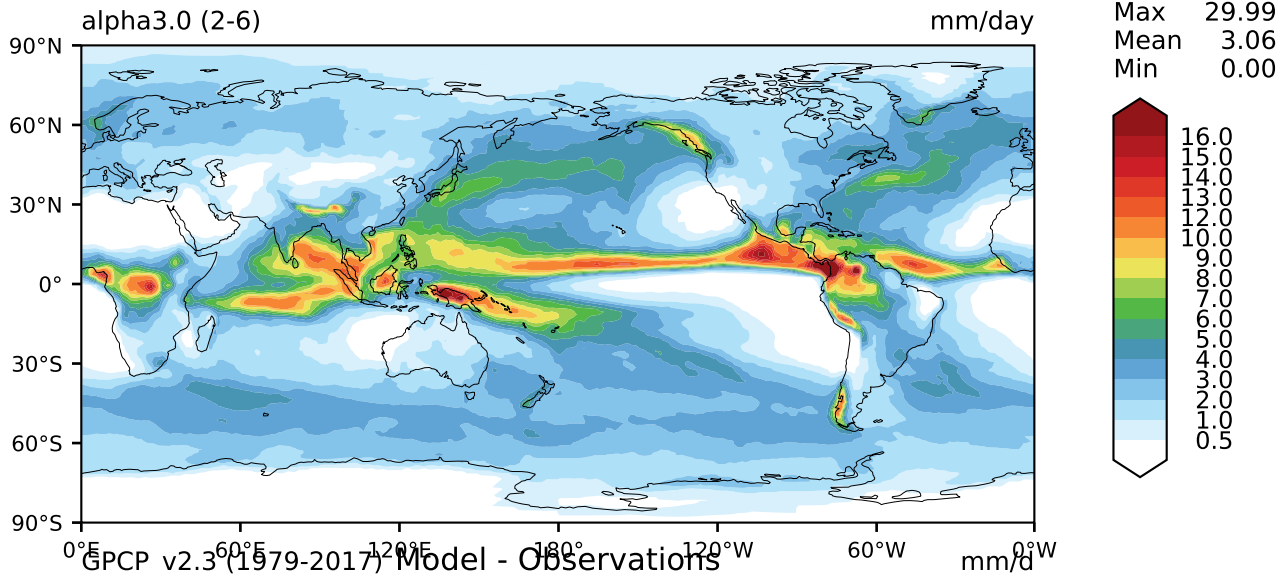 alpha3.0 (2-6) mm/day
Max 29.99
Mean 3.06
Min 0.00
90°N
60°N
30°N
0°
30°S
60°S
90°S
0°E 60°E 120°E 180° 120°W 60°W 0°W
GPCP v2.3 (1979-2017) Model - Observations mm/d
16.0
15.0
14.0
13.0
12.0
10.0
9.0
8.0
7.0
6.0
5.0
4.0
3.0
2.0
1.0
0.5